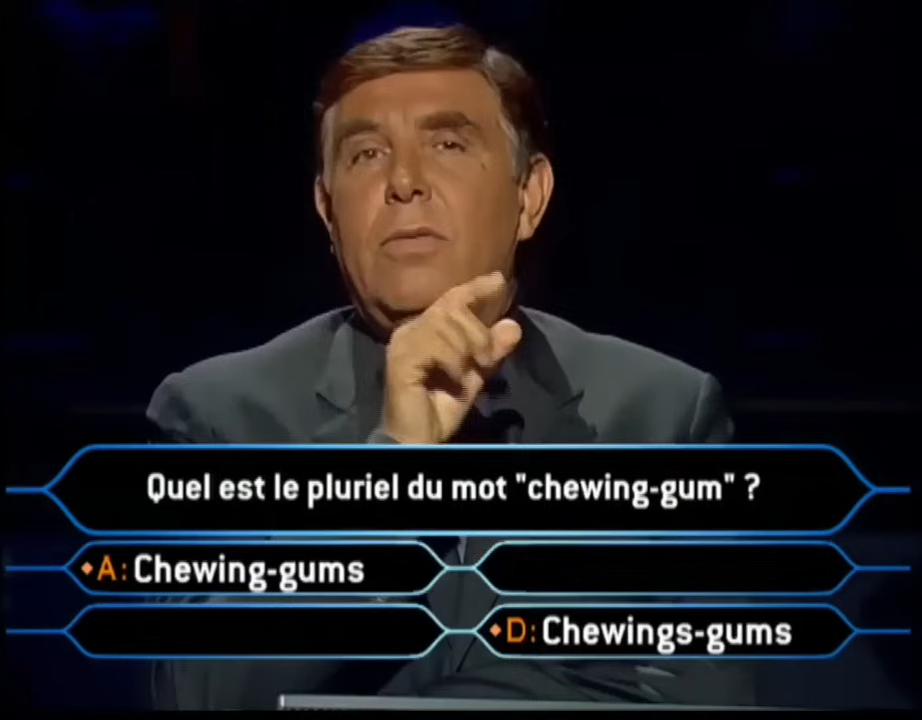 Quel est le pluriel du mot "chewing-gum" ?
A: Chewing-gums
D: Chewings-gums